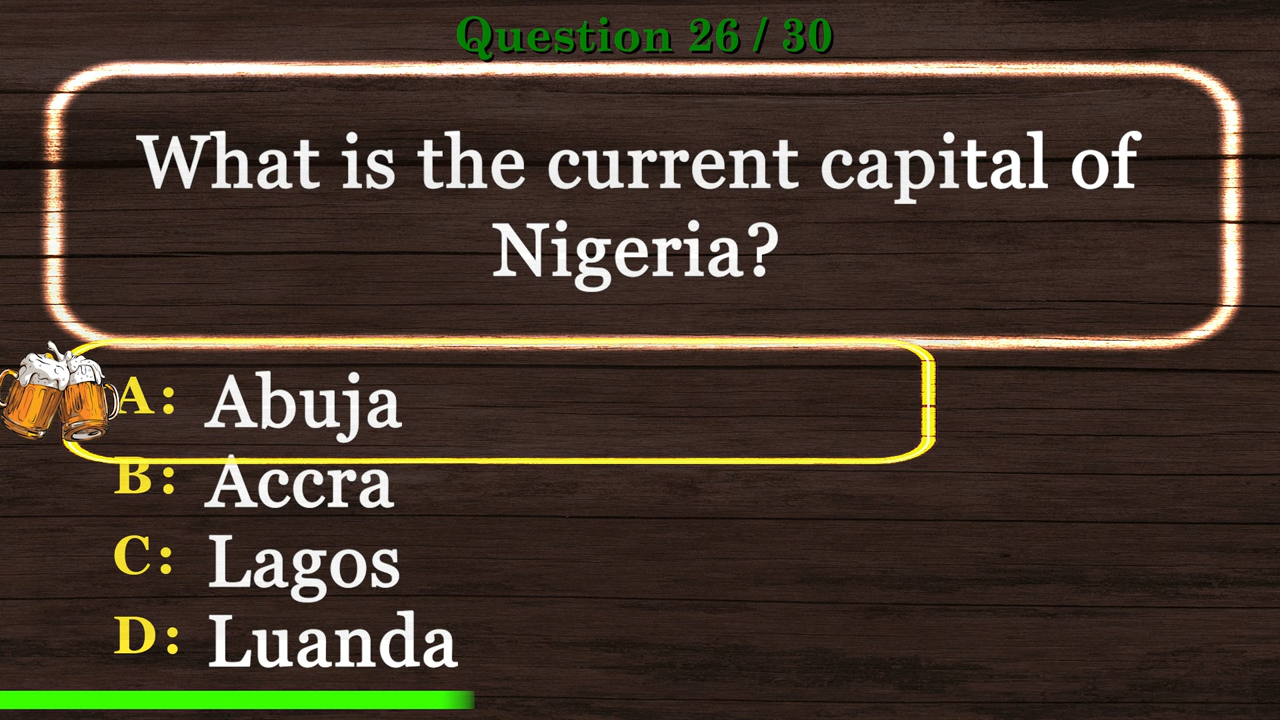 Question 26 / 30
What is the current capital of
Nigeria?
A: Abuja
B: Accra
C: Lagos
D: Luanda